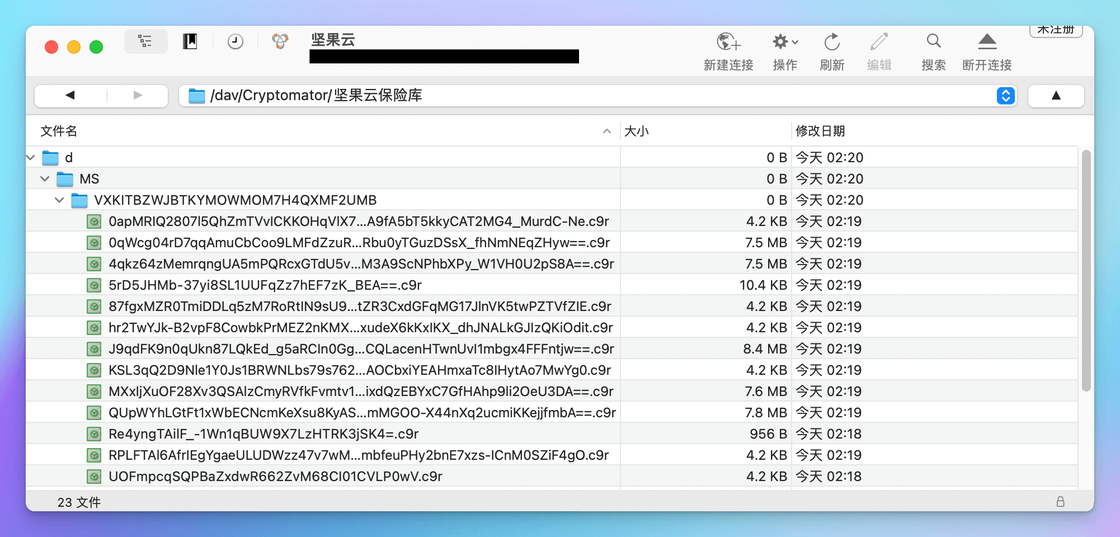 坚果云
未注册
新建连接 操作 刷新 编辑 搜索 断开连接
/dav/Cryptomator/坚果云保险库
文件名 大小 修改日期
d 0 B 今天 02:20
MS 0 B 今天 02:20
VXKITBZWJBTKYMOWMOM7H4QXMF2UMB 0 B 今天 02:20
0apMRIQ2807l5QhZmTVvlCKKOHqVlX7...A9fA5bT5kkyCAT2MG4_MurdC-Ne.c9r 4.2 KB 今天 02:19
0qWcg04rD7qqAmuCbCoo9LMFdZzuR...Rbu0yTGuzDSsX_fhNmNEqZHyw==.c9r 7.5 MB 今天 02:19
4qkz64zMemrqngUA5mPQRcxGTdU5v...M3A9ScNPhbXPy_W1VH0U2pS8A==.c9r 7.5 MB 今天 02:19
5rD5JHMb-37yi8SL1UUFqZz7hEF7zK_BEA==.c9r 10.4 KB 今天 02:19
87fgxMZR0TmiDDLq5zM7RoRtIN9sU9...tZR3CxdGFqMG17JlnVK5twPZTVfZIE.c9r 4.2 KB 今天 02:19
hr2TwYJk-B2vpF8CowbkPrMEZ2nKMX...xudeX6kKxIKX_dhJNALkGJIzQKiOdit.c9r 4.2 KB 今天 02:19
J9qdFK9n0qUkn87LQkEd_g5aRCIn0Gg...CQLacenHTwnUvI1mbgx4FFFntjw==.c9r 8.4 MB 今天 02:19
KSL3qQ2D9Nle1Y0Js1BRWNLbs79s762...AOCbxiYEAHmxaTc8IHytAo7MwYg0.c9r 4.2 KB 今天 02:19
MXxljXuOF28Xv3QSAlzCmyRVfkFvmtv1...ixdQzEBYxC7GfHAhp9li2OeU3DA==.c9r 7.6 MB 今天 02:19
QUpWYhLGtFt1xWbECNcmKeXsu8KyAS...mMGOO-X44nXq2ucmiKKejjfmbA==.c9r 7.8 MB 今天 02:19
Re4yngTAilF_-1Wn1qBUW9X7LzHTRK3jSK4=.c9r 956 B 今天 02:18
RPLFTAl6AfrIEgYgaeULUDWzz47v7wM...mbfeuPHy2bnE7xzs-ICnM0SZiF4gO.c9r 4.2 KB 今天 02:19
UOFmpcqSQPBaZxdwR662ZvM68CI01CVLP0wV.c9r 4.2 KB 今天 02:18
23 文件